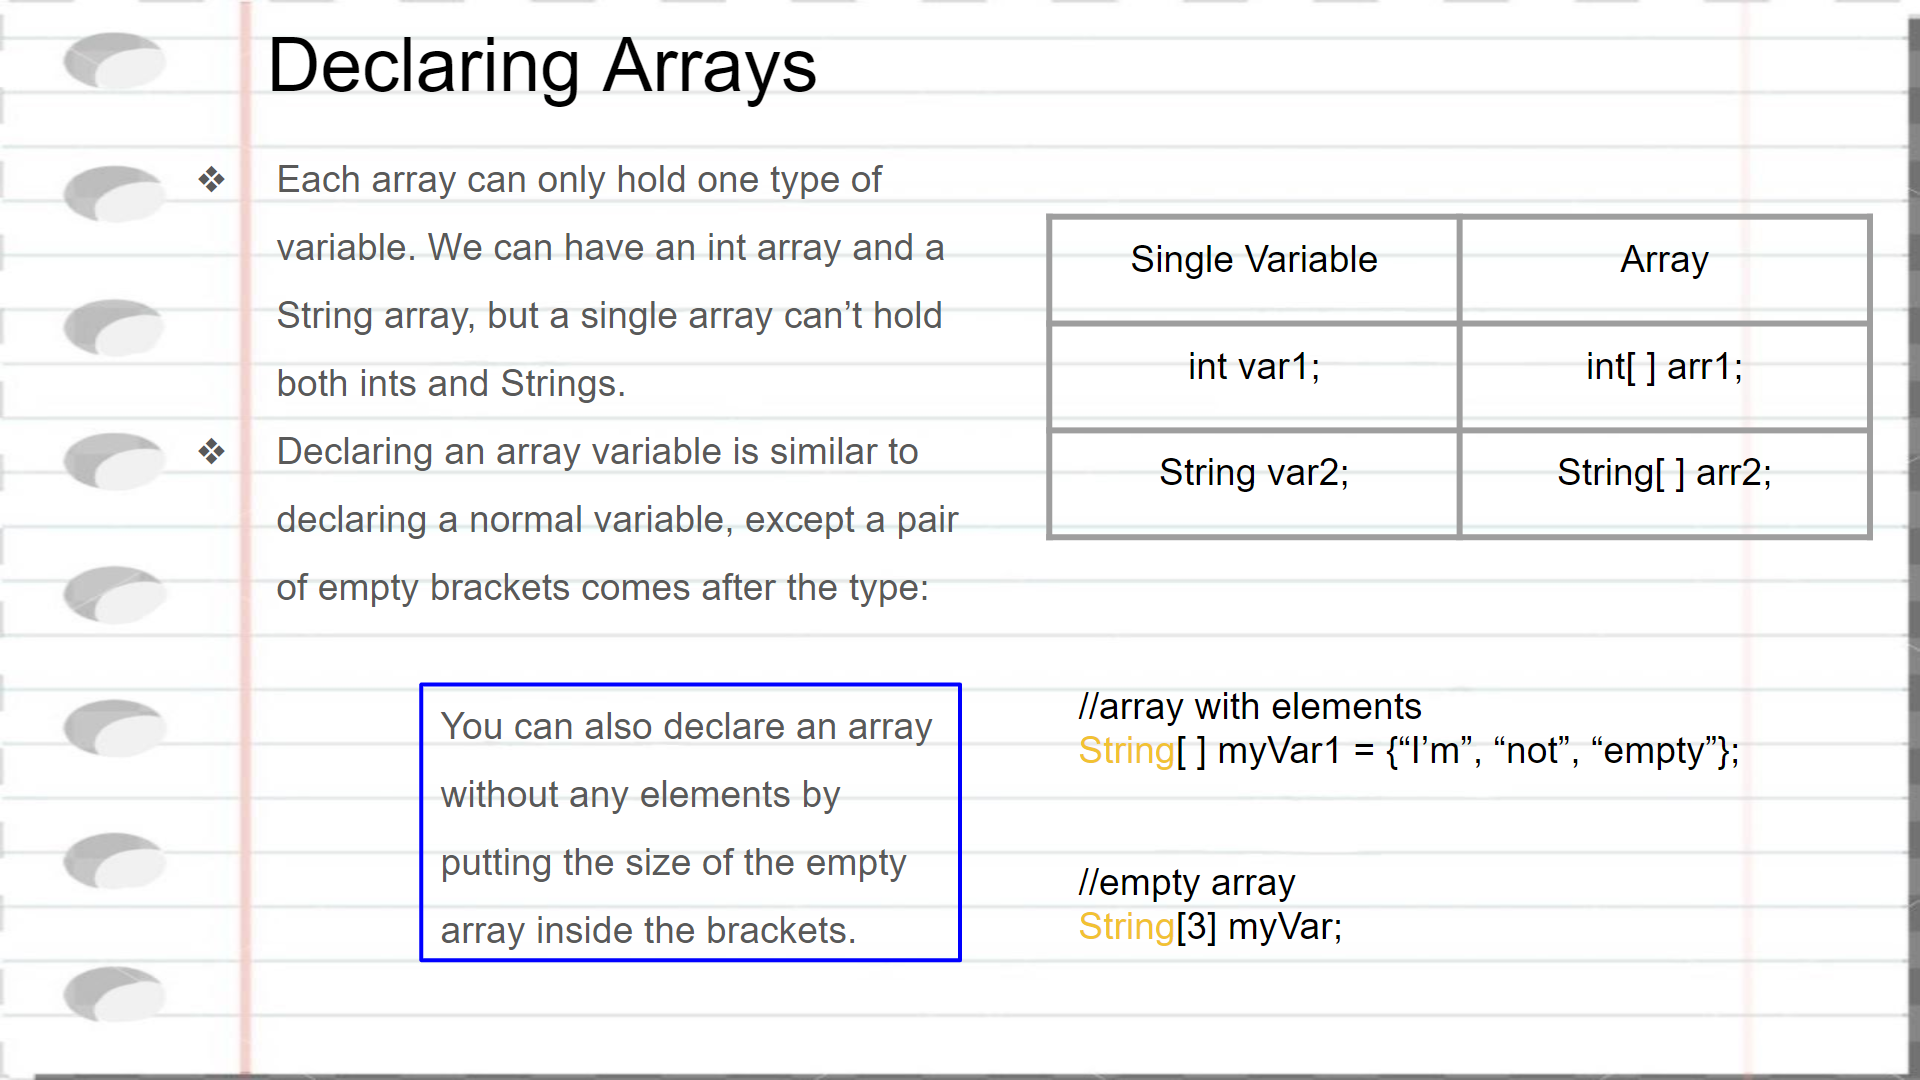 Declaring Arrays
❖ Each array can only hold one type of
variable. We can have an int array and a
String array, but a single array can’t hold
both ints and Strings.
❖ Declaring an array variable is similar to
declaring a normal variable, except a pair
of empty brackets comes after the type:
Single Variable Array
int var1; int[ ] arr1;
String var2; String[ ] arr2;
You can also declare an array
without any elements by
putting the size of the empty
array inside the brackets.
//array with elements
String[ ] myVar1 = {“I’m”, “not”, “empty”};
//empty array
String[3] myVar;